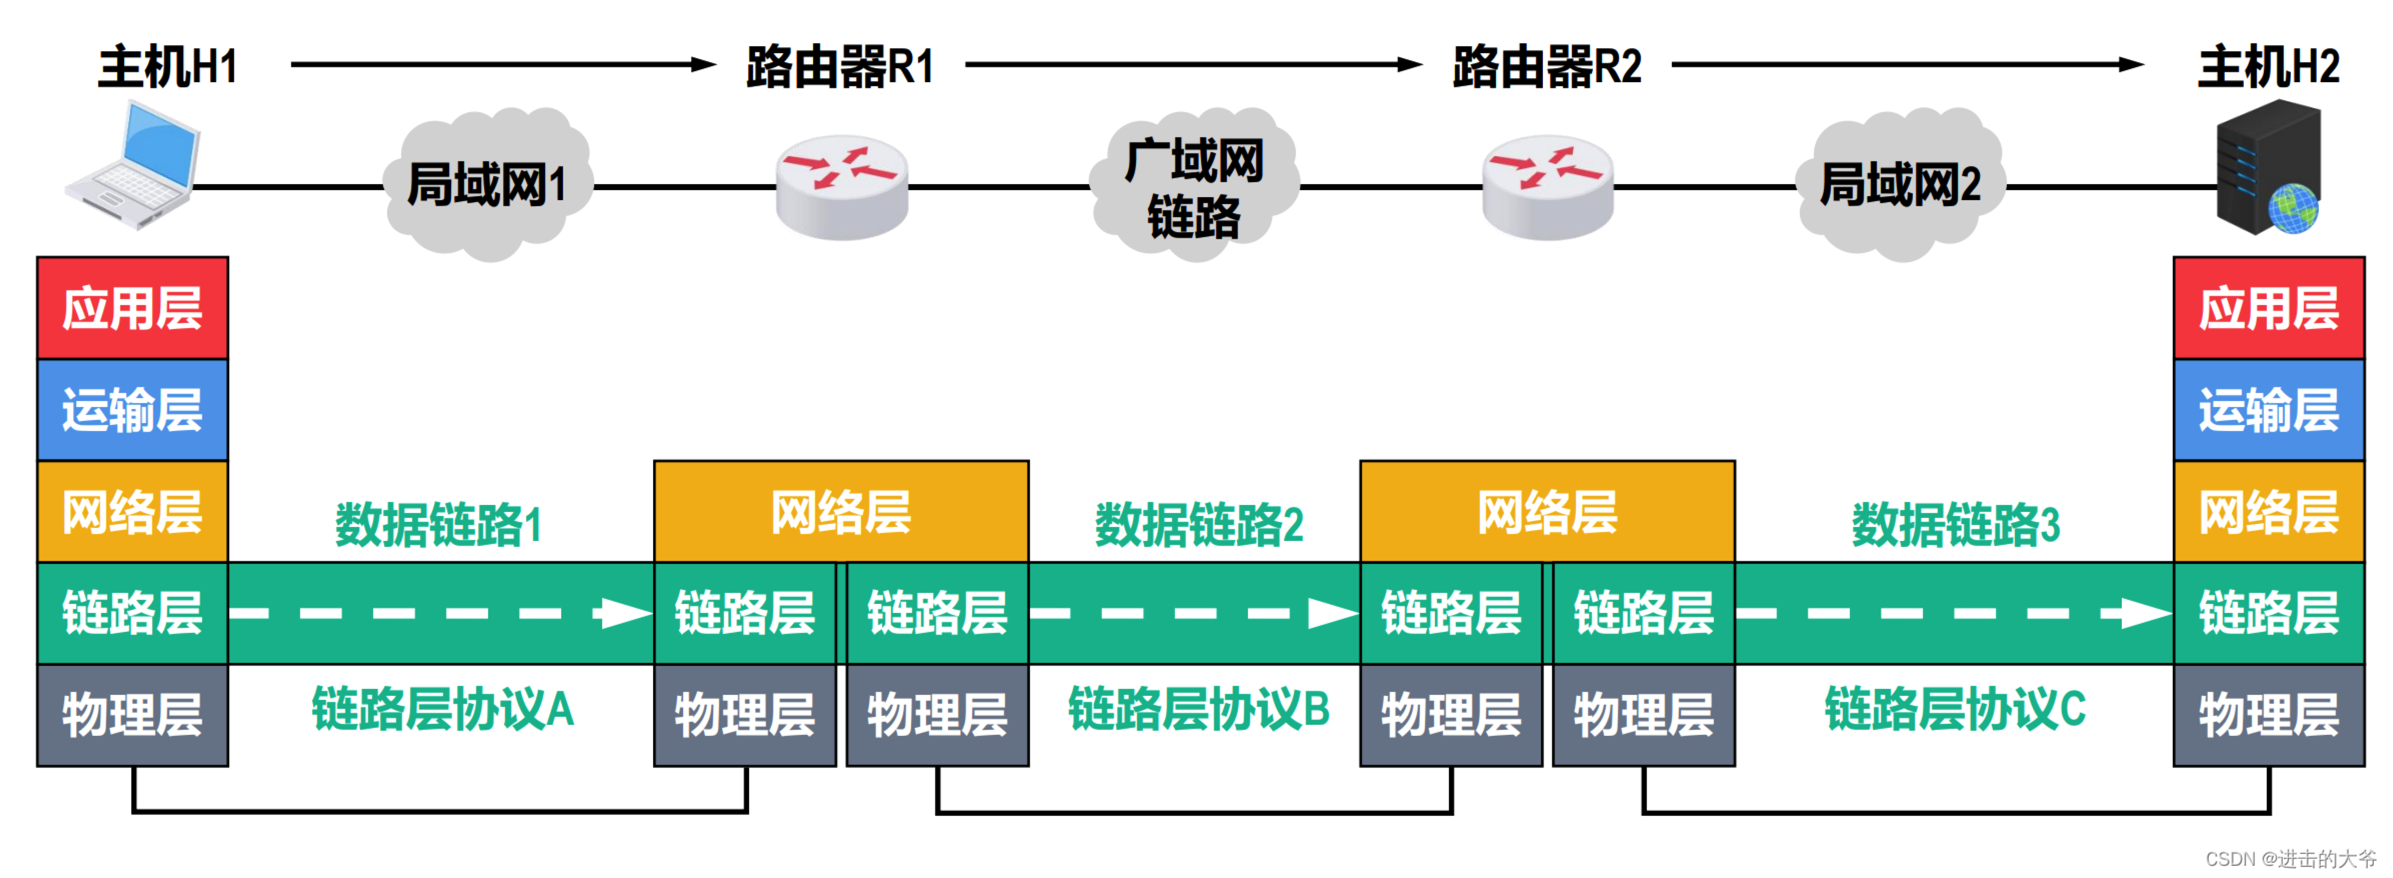 主机H1
路由器R1
路由器R2
主机H2
局域网1
广域网
链路
局域网2
应用层
应用层
运输层
运输层
网络层
数据链路1
网络层
数据链路2
网络层
数据链路3
网络层
链路层
链路层
链路层
链路层
链路层
链路层
物理层
链路层协议A
物理层
物理层
链路层协议B
物理层
物理层
链路层协议C
物理层
CSDN @进击的大爷